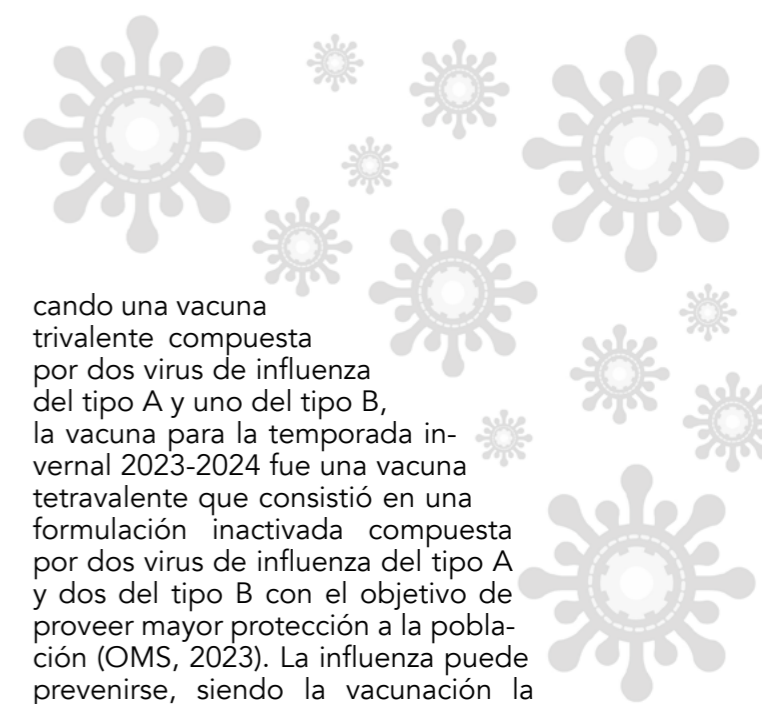 cando una vacuna
trivalente compuesta
por dos virus de influenza
del tipo A y uno del tipo B,
la vacuna para la temporada in-
vernal 2023-2024 fue una vacuna
tetravalente que consistió en una
formulación inactivada compuesta
por dos virus de influenza del tipo A
y dos del tipo B con el objetivo de
proveer mayor protección a la pobla-
ción (OMS, 2023). La influenza puede
prevenirse, siendo la vacunación la